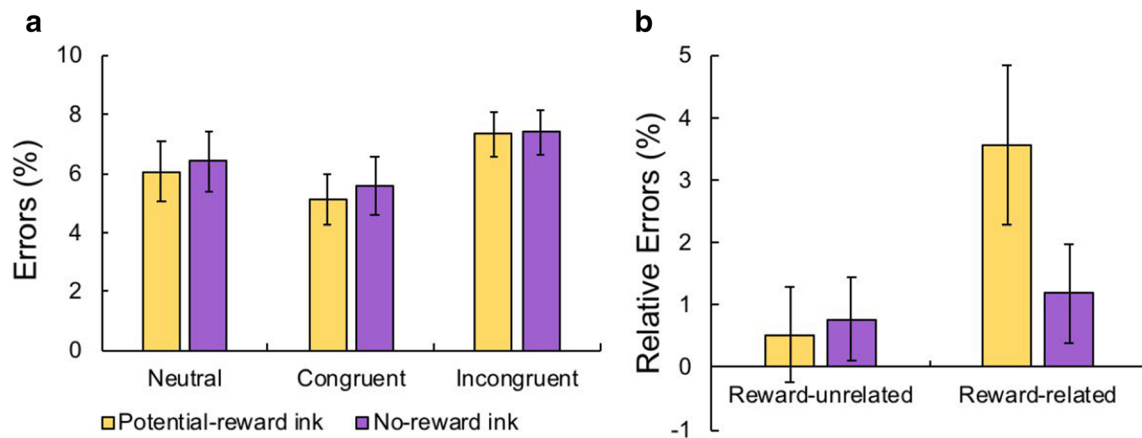 a
Errors (%)
10
8
6
4
2
0
Neutral
Congruent
Incongruent
Potential-reward ink
No-reward ink
b
Relative Errors (%)
5
4
3
2
1
0
-1
Reward-unrelated
Reward-related